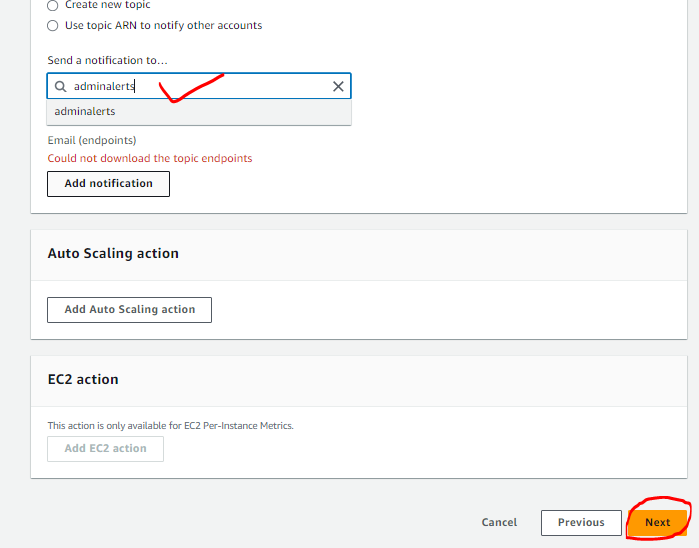 Create new topic
Use topic ARN to notify other accounts
Send a notification to…
adminalerts
adminalerts
Email (endpoints)
Could not download the topic endpoints
Add notification
Auto Scaling action
Add Auto Scaling action
EC2 action
This action is only available for EC2 Per-Instance Metrics.
Add EC2 action
Cancel Previous Next